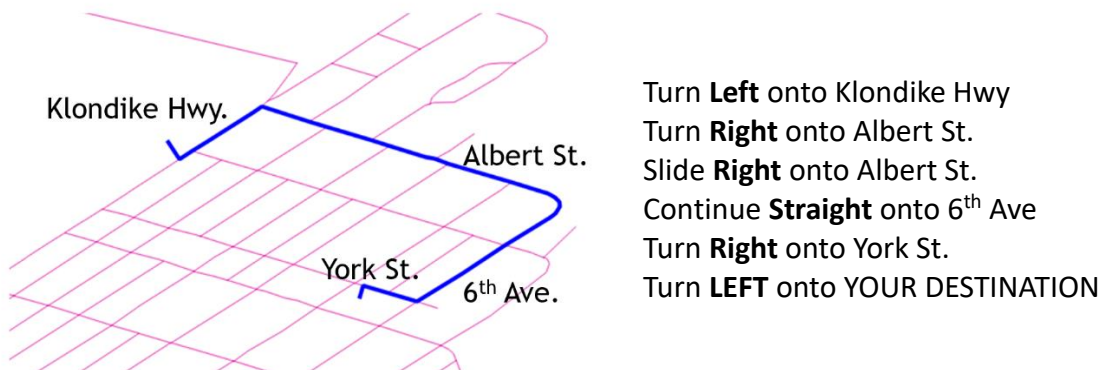 Klondike Hwy.
Albert St.
York St.
6th Ave.
Turn Left onto Klondike Hwy
Turn Right onto Albert St.
Slide Right onto Albert St.
Continue Straight onto 6th Ave
Turn Right onto York St.
Turn LEFT onto YOUR DESTINATION